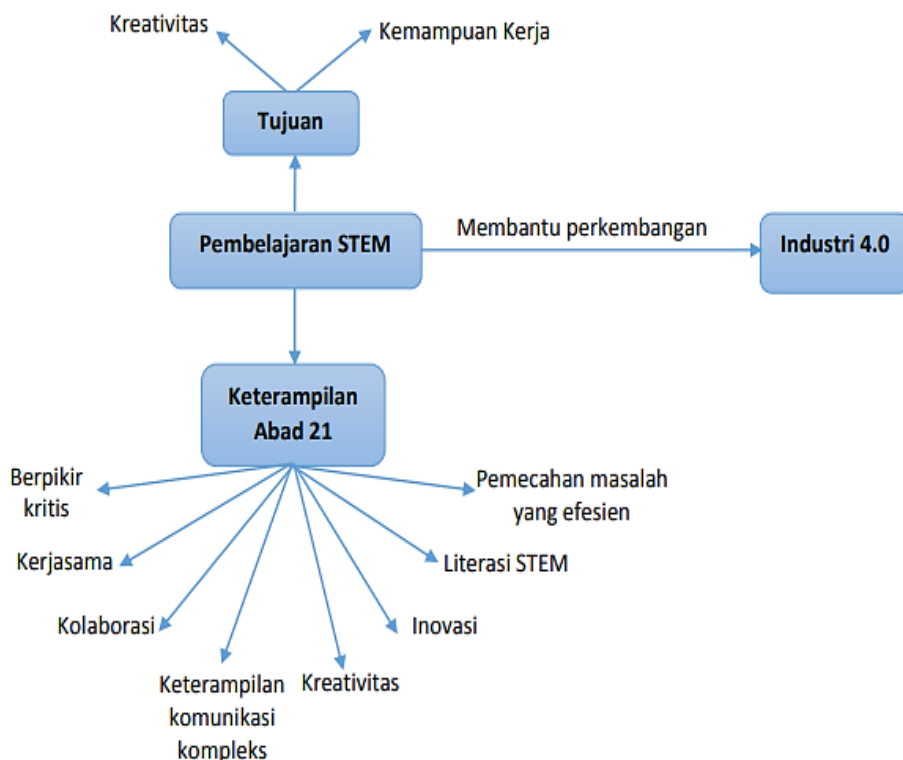 Kreativitas
Kemampuan Kerja
Tujuan
Pembelajaran STEM
Membantu perkembangan
Industri 4.0
Keterampilan
Abad 21
Berpikir
kritis
Pemecahan masalah
yang efesien
Kerjasama
Literasi STEM
Kolaborasi
Inovasi
Keterampilan
komunikasi
kompleks
Kreativitas